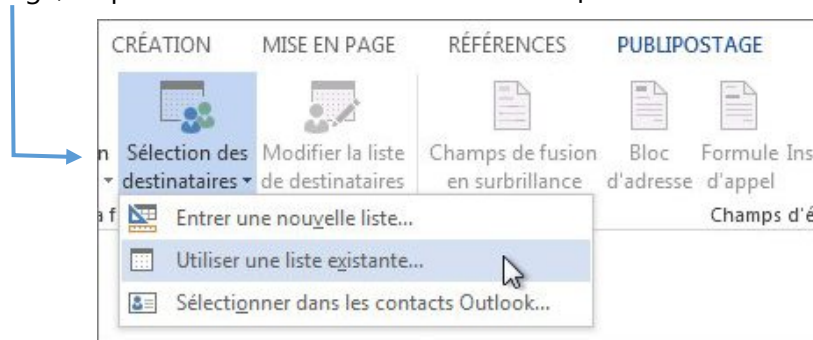 CRÉATION MISE EN PAGE RÉFÉRENCES PUBLIPOSTAGE
n Sélection des Modifier la liste Champs de fusion Bloc Formule Ins
destinataires de destinataires en surbrillance d'adresse d'appel
a f Champs d'é
Entrer une nouvelle liste...
Utiliser une liste existante...
Sélectionner dans les contacts Outlook...